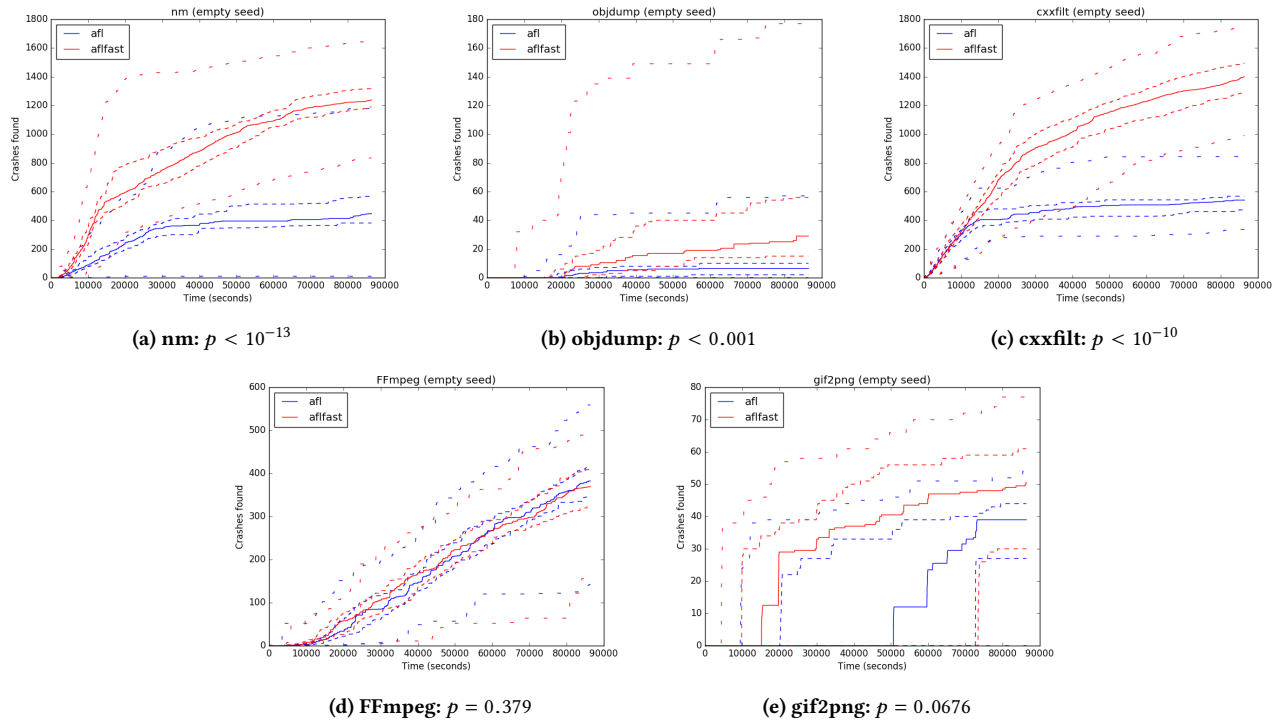 nm (empty seed)
1800
1600
1400
1200
1000
800
600
400
200
0
Crashes found
afl
aflfast
0 10000 20000 30000 40000 50000 60000 70000 80000 90000
Time (seconds)
(a) nm: p < 10⁻¹³
objdump (empty seed)
180
160
140
120
100
80
60
40
20
0
Crashes found
afl
aflfast
0 10000 20000 30000 40000 50000 60000 70000 80000 90000
Time (seconds)
(b) objdump: p < 0.001
cxxfilt (empty seed)
1800
1600
1400
1200
1000
800
600
400
200
0
Crashes found
afl
aflfast
0 10000 20000 30000 40000 50000 60000 70000 80000 90000
Time (seconds)
(c) cxxfilt: p < 10⁻¹⁰
FFmpeg (empty seed)
600
500
400
300
200
100
0
Crashes found
afl
aflfast
0 10000 20000 30000 40000 50000 60000 70000 80000 90000
Time (seconds)
(d) FFmpeg: p = 0.379
gif2png (empty seed)
80
70
60
50
40
30
20
10
0
Crashes found
afl
aflfast
0 10000 20000 30000 40000 50000 60000 70000 80000 90000
Time (seconds)
(e) gif2png: p = 0.0676